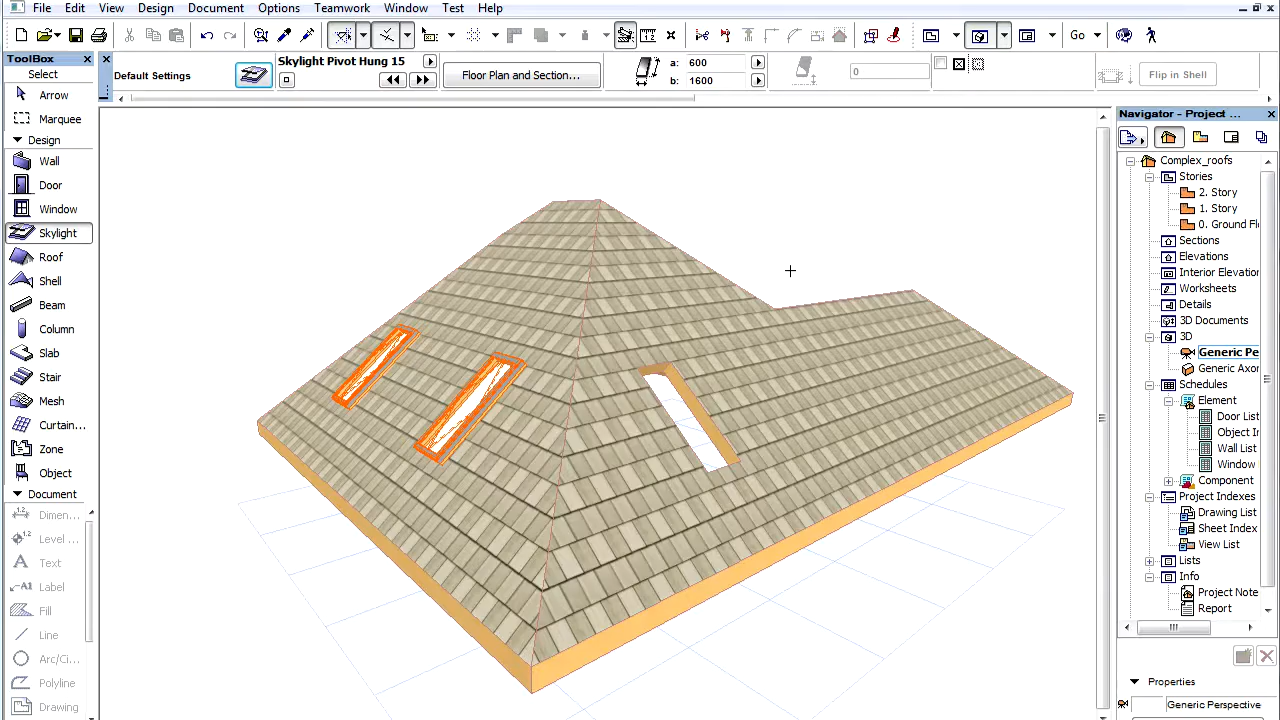 File Edit View Design Document Options Teamwork Window Test Help
ToolBox
Select
Arrow
Marquee
Design
Wall
Door
Window
Skylight
Roof
Shell
Beam
Column
Slab
Stair
Mesh
Curtain...
Zone
Object
Document
Dimen...
Level ...
Text
Label
Fill
Line
Arc/Ci...
Polyline
Drawing
Default Settings
Skylight Pivot Hung 15
Floor Plan and Section...
a: 600
b: 1600
0
Flip in Shell
Go
Navigator - Project ...
Complex_roofs
Stories
2. Story
1. Story
0. Ground Fl
Sections
Elevations
Interior Elevation
Worksheets
Details
3D Documents
3D
Generic Pe
Generic Axor
Schedules
Element
Door List
Object In
Wall List
Window
Component
Project Indexes
Drawing List
Sheet Index
View List
Lists
Info
Project Note
Report
Properties
Generic Perspective